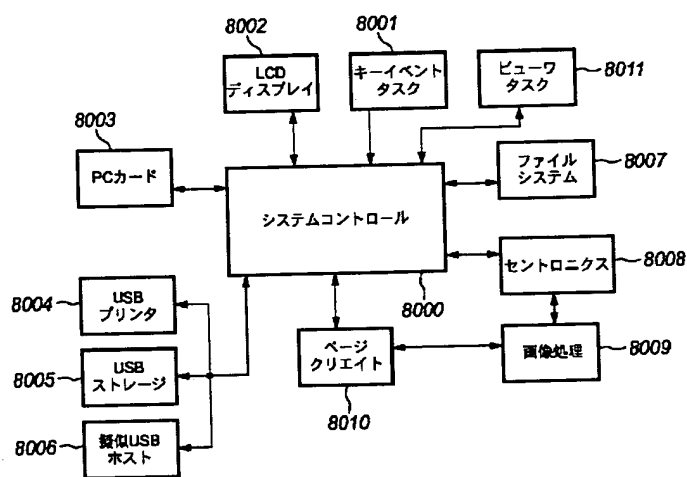 8002
8001
LCD
ディスプレイ
キーイベント
タスク
ビューワ
タスク
8011
8003
PCカード
ファイル
システム
8007
システムコントロール
セントロニクス
8008
8000
8004
USB
プリンタ
8005
USB
ストレージ
ページ
クリエイト
8010
画像処理
8009
8006
擬似USB
ホスト